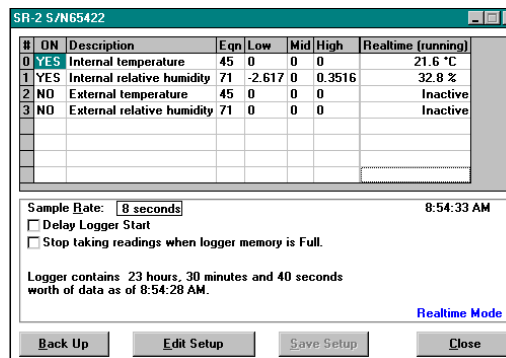 SR-2 S/N65422
# ON Description Eqn Low Mid High Realtime (running)
0 YES Internal temperature 45 0 0 0 21.6 °C
1 YES Internal relative humidity 71 -2.617 0 0.3516 32.8 %
2 NO External temperature 45 0 0 0 Inactive
3 NO External relative humidity 71 0 0 0 Inactive
Sample Rate: 8 seconds 8:54:33 AM
Delay Logger Start
Stop taking readings when logger memory is Full.
Logger contains 23 hours, 30 minutes and 40 seconds
worth of data as of 8:54:28 AM.
Realtime Mode
Back Up Edit Setup Save Setup Close